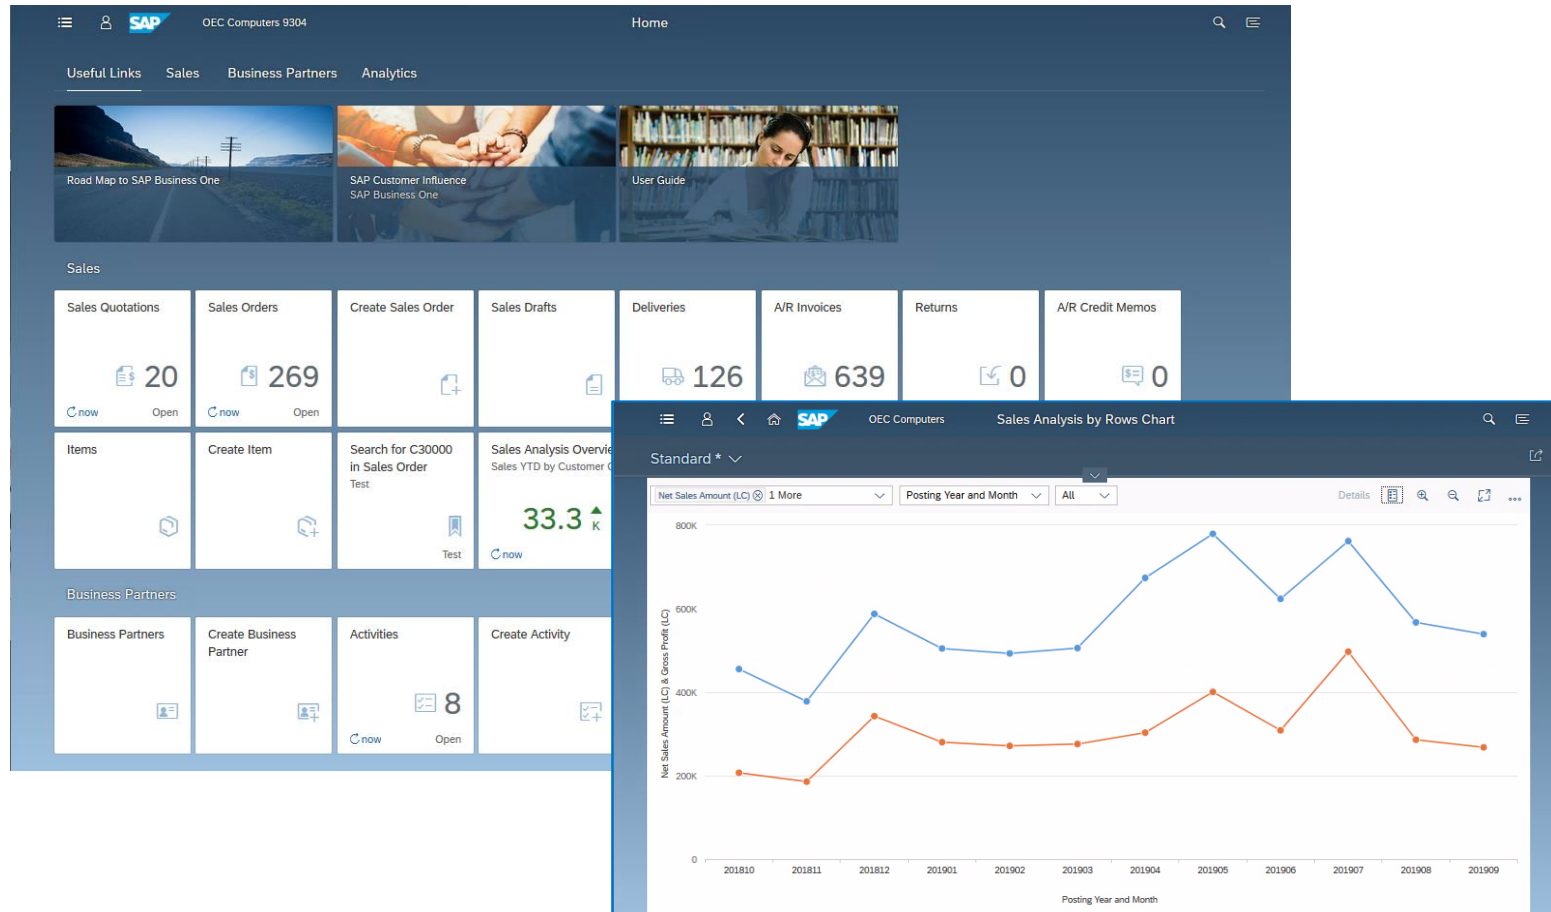 SAP OEC Computers 9304 Home
Useful Links Sales Business Partners Analytics
Road Map to SAP Business One
SAP Customer Influence
SAP Business One
User Guide
Sales
Sales Quotations
20
now Open
Sales Orders
269
now Open
Create Sales Order
Sales Drafts
Deliveries
126
A/R Invoices
639
Returns
0
A/R Credit Memos
0
Items
Create Item
Search for C30000
in Sales Order
Test
Test
Sales Analysis Overvie
Sales YTD by Customer
33.3 K
now
Business Partners
Business Partners
Create Business
Partner
Activities
8
now Open
Create Activity
SAP OEC Computers Sales Analysis by Rows Chart
Standard *
Net Sales Amount (LC) 1 More Posting Year and Month All Details
Net Sales Amount (LC) & Gross Profit (LC)
800K
600K
400K
200K
0
201810 201811 201812 201901 201902 201903 201904 201905 201906 201907 201908 201909
Posting Year and Month